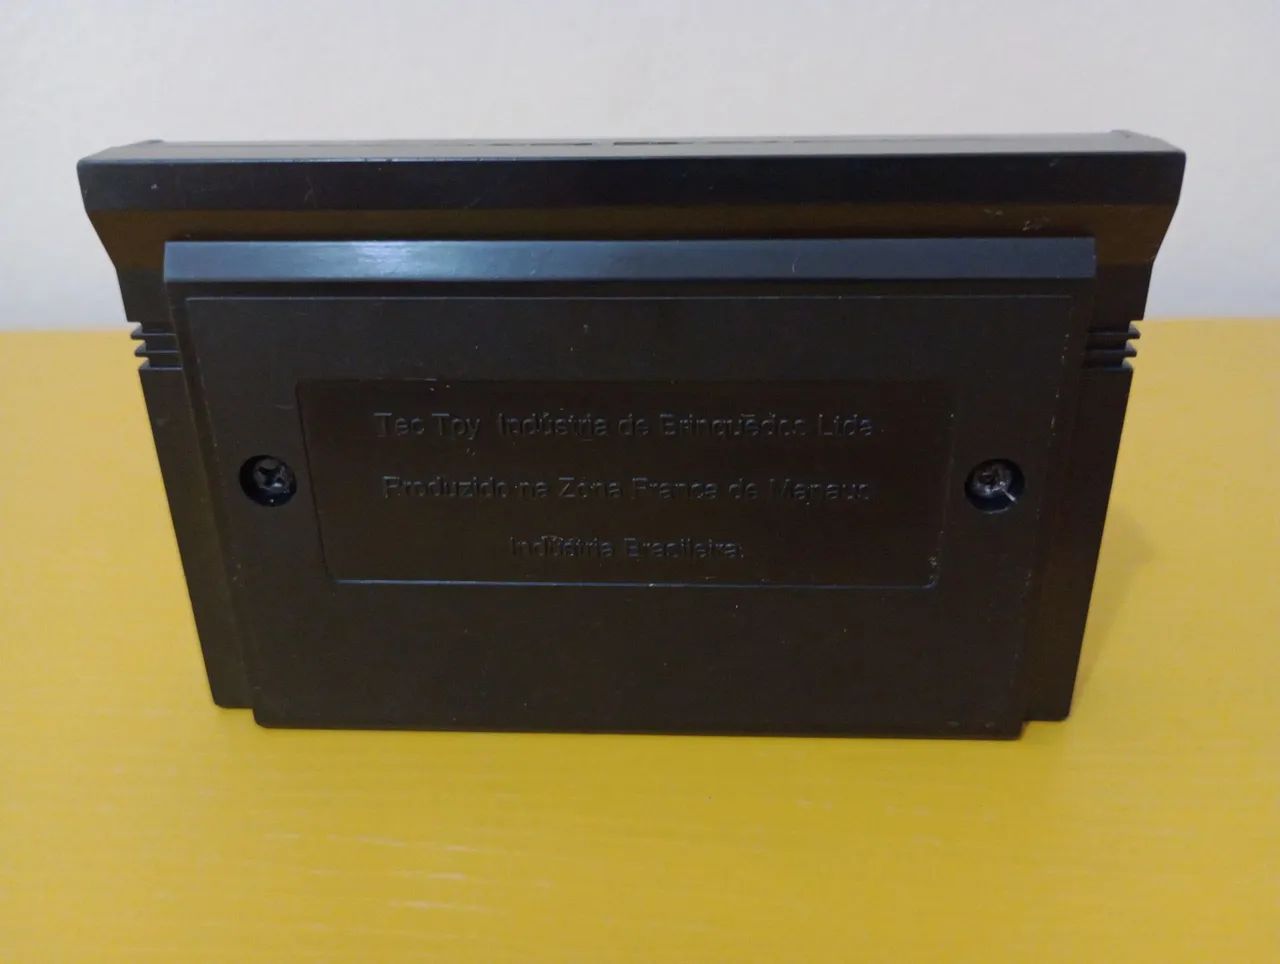 Tec Toy Indústria de Brinquedos Ltda
Produzido na Zona Franca de Manaus
Indústria Brasileira